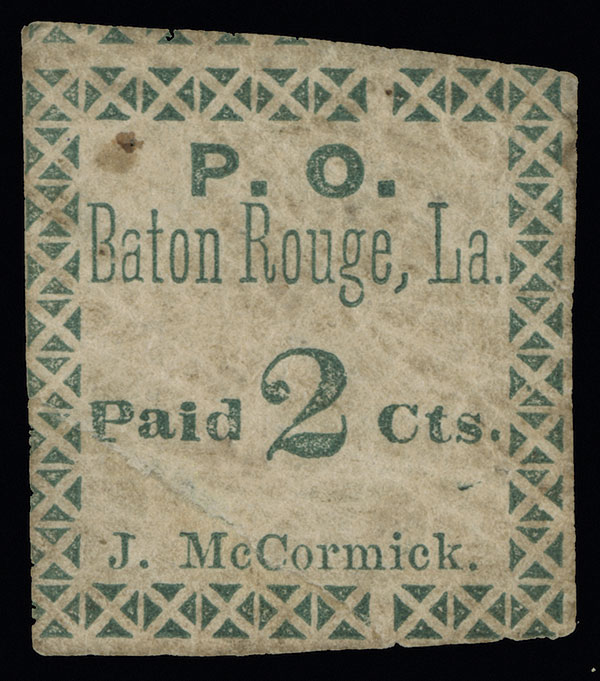 P. O.
Baton Rouge, La.
Paid 2 Cts.
J. McCormick.